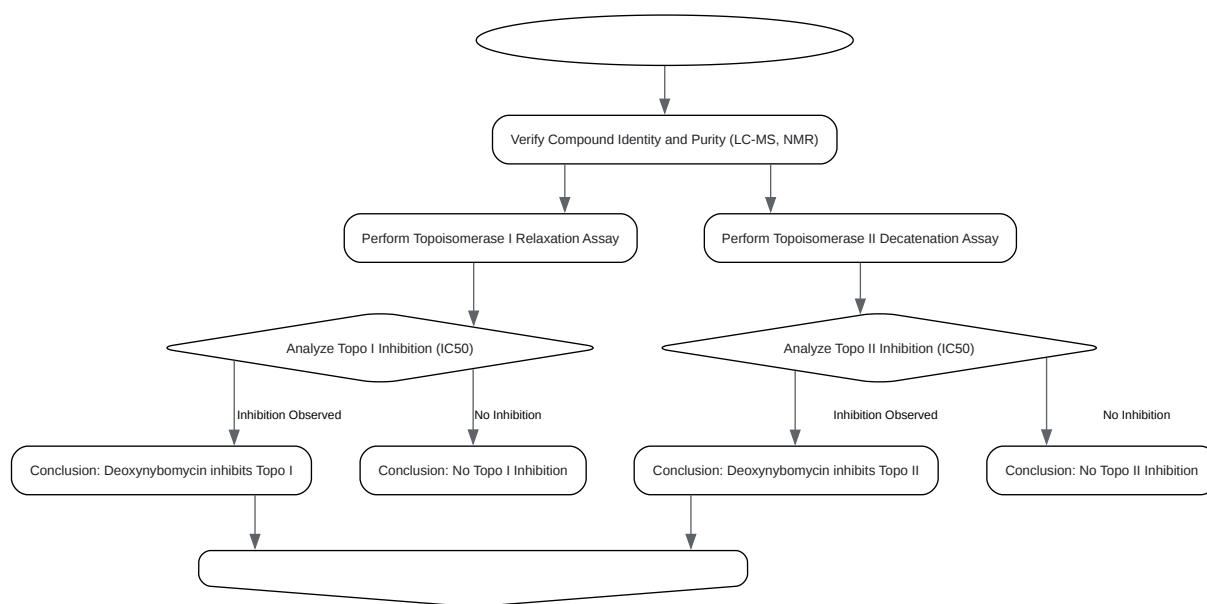 Verify Compound Identity and Purity (LC-MS, NMR)
Perform Topoisomerase I Relaxation Assay
Perform Topoisomerase II Decatenation Assay
Analyze Topo I Inhibition (IC50)
Analyze Topo II Inhibition (IC50)
Inhibition Observed
No Inhibition
Inhibition Observed
No Inhibition
Conclusion: Deoxynybomycin inhibits Topo I
Conclusion: No Topo I Inhibition
Conclusion: Deoxynybomycin inhibits Topo II
Conclusion: No Topo II Inhibition